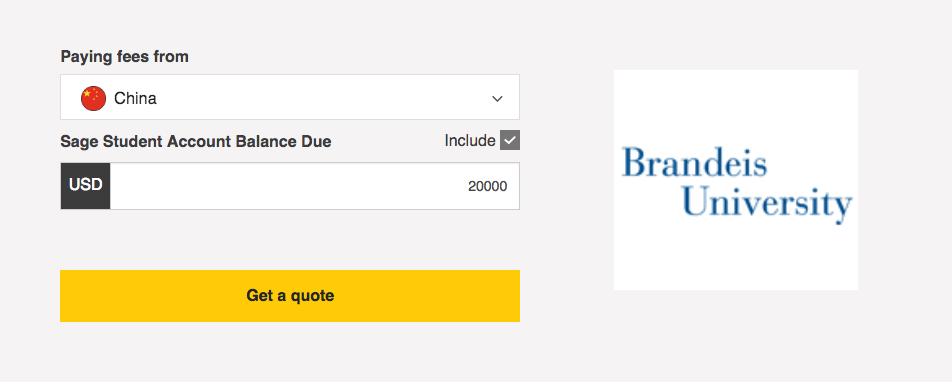 Paying fees from
China
Sage Student Account Balance Due Include
USD 20000
Get a quote
Brandeis
University